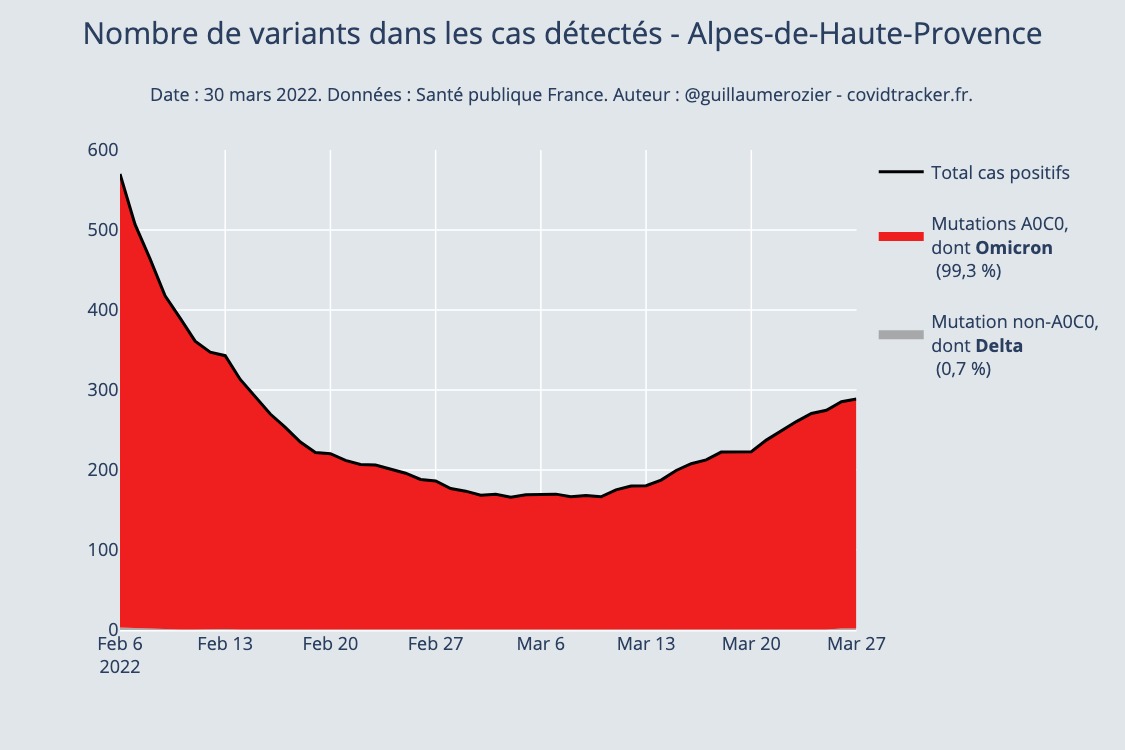 Nombre de variants dans les cas détectés - Alpes-de-Haute-Provence
Date : 30 mars 2022. Données : Santé publique France. Auteur : @guillaumerozier - covidtracker.fr.
600
500
400
300
200
100
0
Feb 6
2022
Feb 13
Feb 20
Feb 27
Mar 6
Mar 13
Mar 20
Mar 27
Total cas positifs
Mutations A0C0,
dont Omicron
(99,3 %)
Mutation non-A0C0,
dont Delta
(0,7 %)